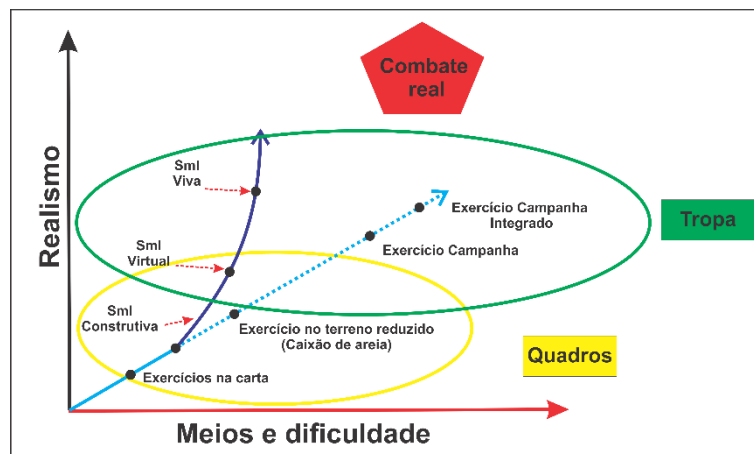 Combate
real
Realismo
Sml
Viva
Sml
Virtual
Sml
Construtiva
Exercício Campanha
Integrado
Exercício Campanha
Tropa
Exercício no terreno reduzido
(Caixão de areia)
Exercícios na carta
Quadros
Meios e dificuldade